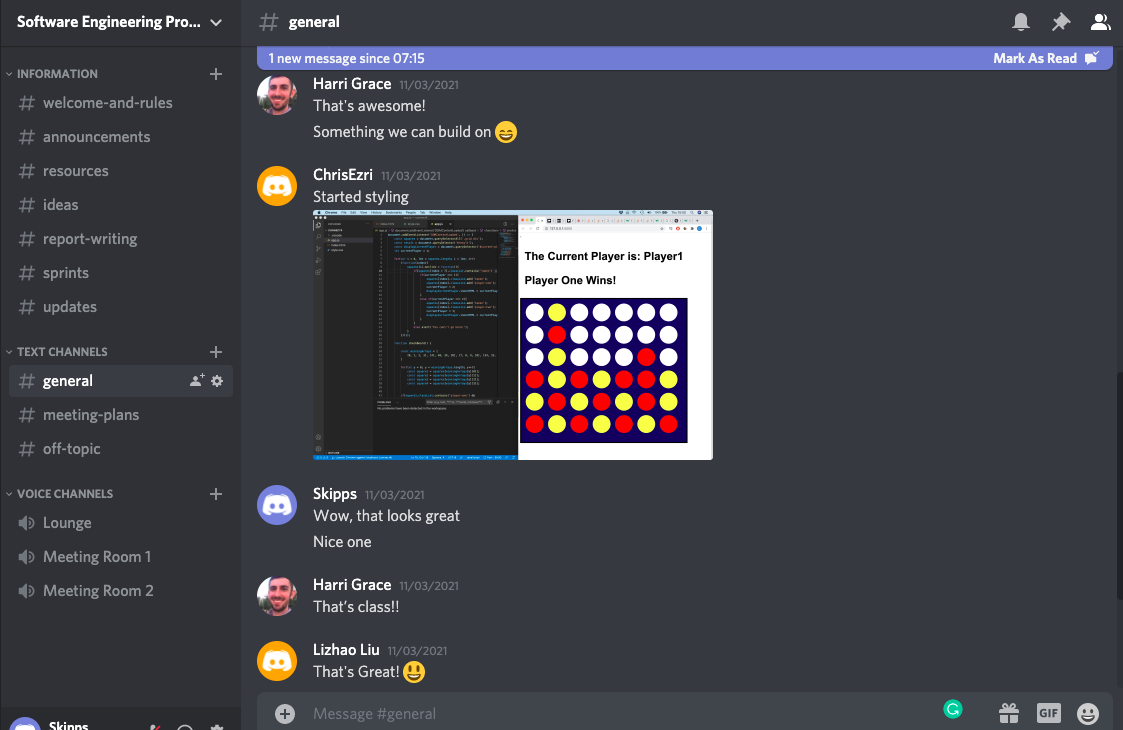 Software Engineering Pro...
general
1 new message since 07:15
Mark As Read
INFORMATION
welcome-and-rules
announcements
resources
ideas
report-writing
sprints
updates
TEXT CHANNELS
general
meeting-plans
off-topic
VOICE CHANNELS
Lounge
Meeting Room 1
Meeting Room 2
Skipps
Harri Grace 11/03/2021
That's awesome!
Something we can build on
ChrisEzri 11/03/2021
Started styling
The Current Player is: Player1
Player One Wins!
Skipps 11/03/2021
Wow, that looks great
Nice one
Harri Grace 11/03/2021
That's class!!
Lizhao Liu 11/03/2021
That's Great!
Message #general
GIF